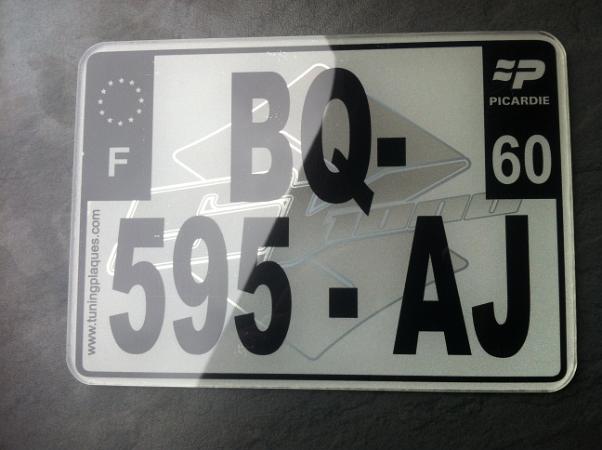 BQ-
PICARDIE
F
60
595-AJ
www.tuningplaques.com